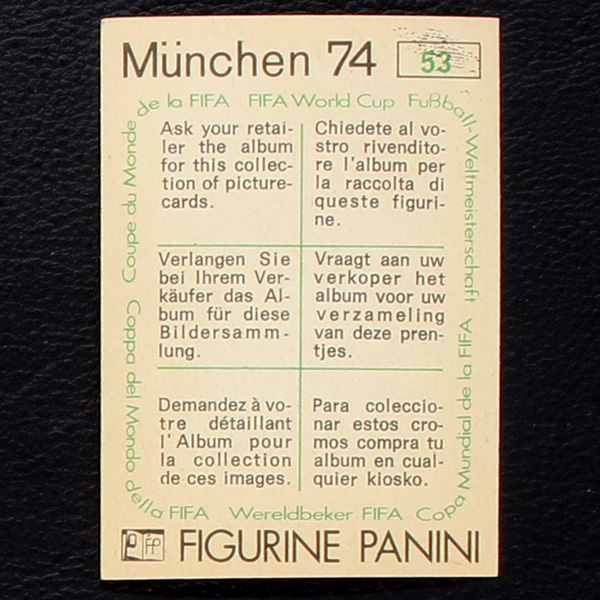 München 74 53
de la FIFA FIFA World Cup Fußball-Weltmeisterschaft
Ask your retai-
ler the album
for this collec-
tion of picture-
cards.
Chiedete al vo-
stro rivendito-
re l'album per
la raccolta di
queste figuri-
ne.
Verlangen Sie
bei Ihrem Ver-
käufer das Al-
bum für diese
Bildersamm-
lung.
Vraagt aan uw
verkoper het
album voor uw
verzameling
van deze pren-
tjes.
Demandez à vo-
tre détaillant
l'Album pour
la collection
de ces images.
Para coleccio-
nar estos cro-
mos compra tu
album en cual-
quier kiosko.
Coupe du Monde
Coppa del Mondo della FIFA
Wereldbeker FIFA
Copa Mundial de la FIFA
FP FIGURINE PANINI